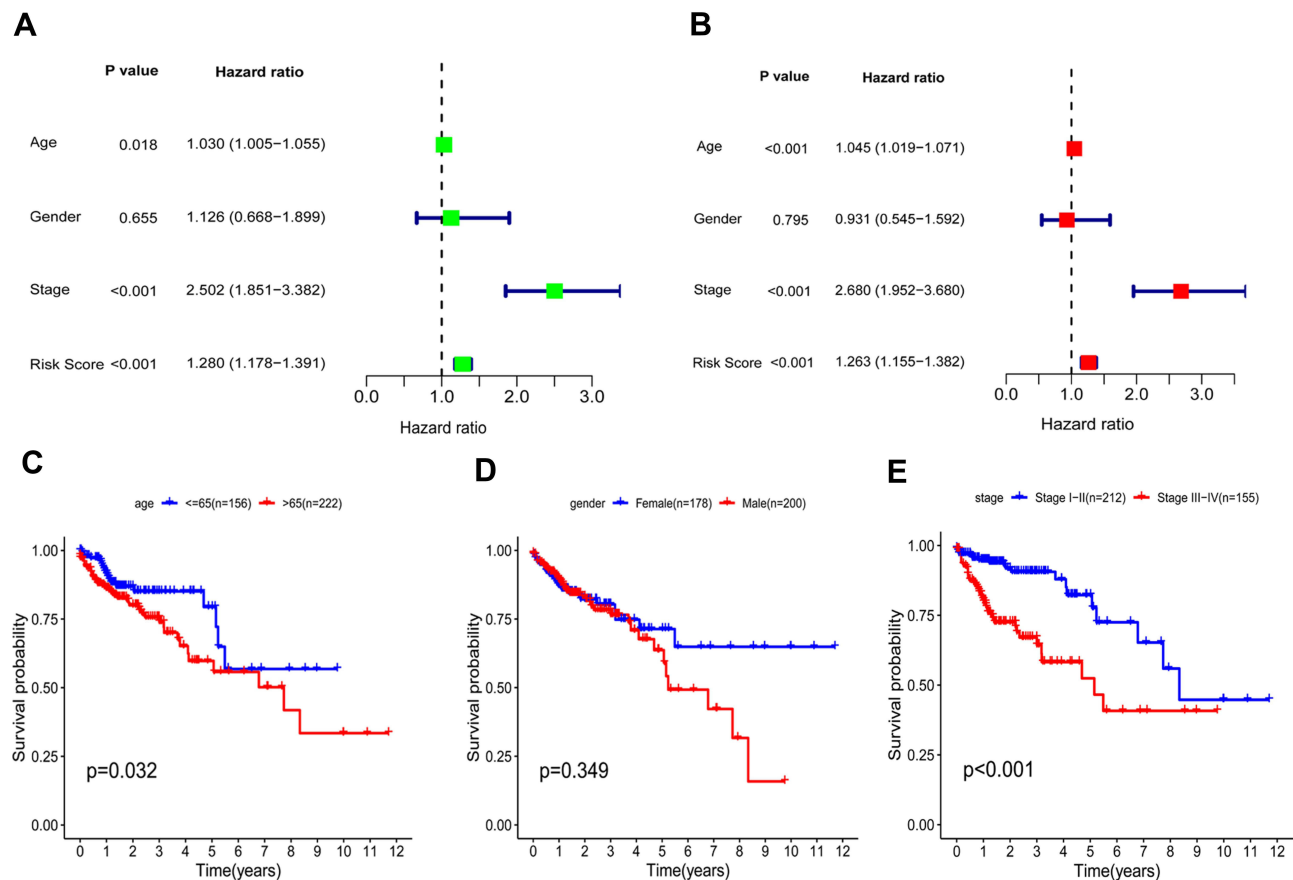 A
P value Hazard ratio
Age 0.018 1.030 (1.005−1.055)
Gender 0.655 1.126 (0.668−1.899)
Stage <0.001 2.502 (1.851−3.382)
Risk Score <0.001 1.280 (1.178−1.391)
0.0 1.0 2.0 3.0
Hazard ratio
B
P value Hazard ratio
Age <0.001 1.045 (1.019−1.071)
Gender 0.795 0.931 (0.545−1.592)
Stage <0.001 2.680 (1.952−3.680)
Risk Score <0.001 1.263 (1.155−1.382)
0.0 1.0 2.0 3.0
Hazard ratio
C
age <=65(n=156) >65(n=222)
Survival probability
1.00
0.75
0.50
0.25
0.00
p=0.032
0 1 2 3 4 5 6 7 8 9 10 11 12
Time(years)
D
gender Female(n=178) Male(n=200)
Survival probability
1.00
0.75
0.50
0.25
0.00
p=0.349
0 1 2 3 4 5 6 7 8 9 10 11 12
Time(years)
E
stage Stage I−II(n=212) Stage III−IV(n=155)
Survival probability
1.00
0.75
0.50
0.25
0.00
p<0.001
0 1 2 3 4 5 6 7 8 9 10 11 12
Time(years)